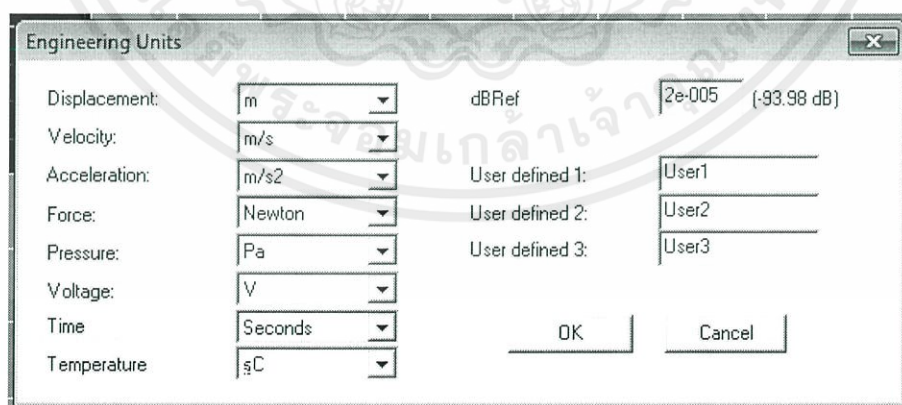 Engineering Units
Displacement: m dBRef 2e-005 (-93.98 dB)
Velocity: m/s
Acceleration: m/s2 User defined 1: User1
Force: Newton User defined 2: User2
Pressure: Pa User defined 3: User3
Voltage: V
Time Seconds OK Cancel
Temperature şC